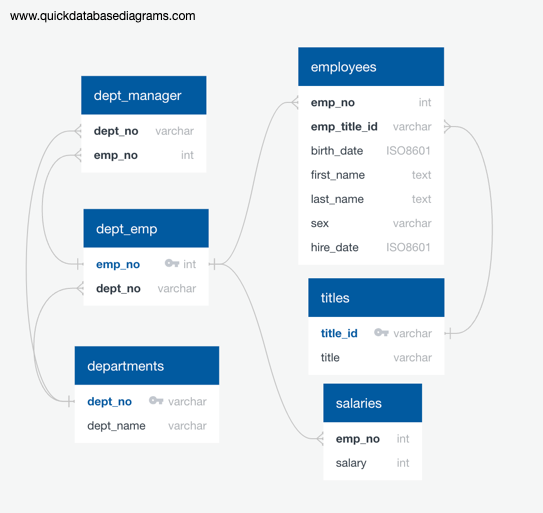 www.quickdatabasediagrams.com
dept_manager
dept_no varchar
emp_no int
dept_emp
emp_no int
dept_no varchar
departments
dept_no varchar
dept_name varchar
employees
emp_no int
emp_title_id varchar
birth_date ISO8601
first_name text
last_name text
sex varchar
hire_date ISO8601
titles
title_id varchar
title varchar
salaries
emp_no int
salary int